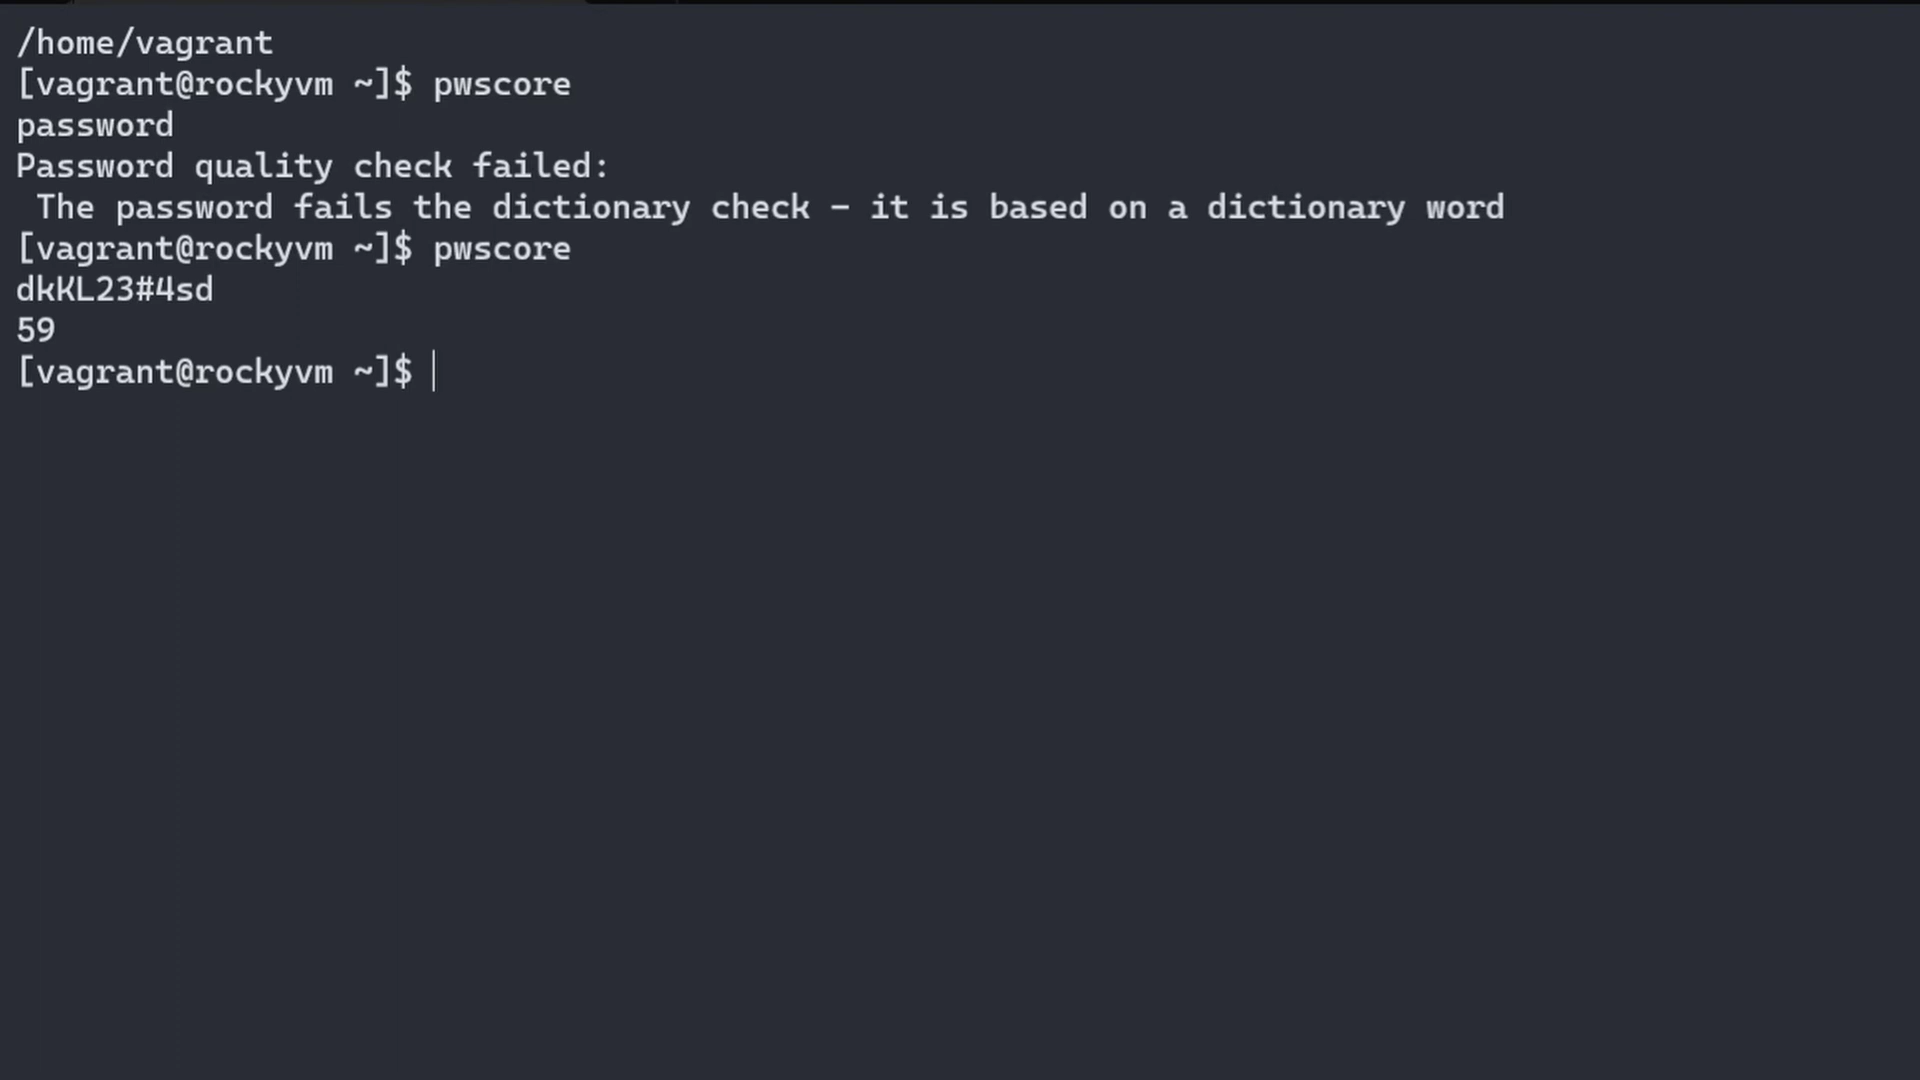 /home/vagrant
[vagrant@rockyvm ~]$ pwscore
password
Password quality check failed:
 The password fails the dictionary check - it is based on a dictionary word
[vagrant@rockyvm ~]$ pwscore
dkKL23#4sd
59
[vagrant@rockyvm ~]$